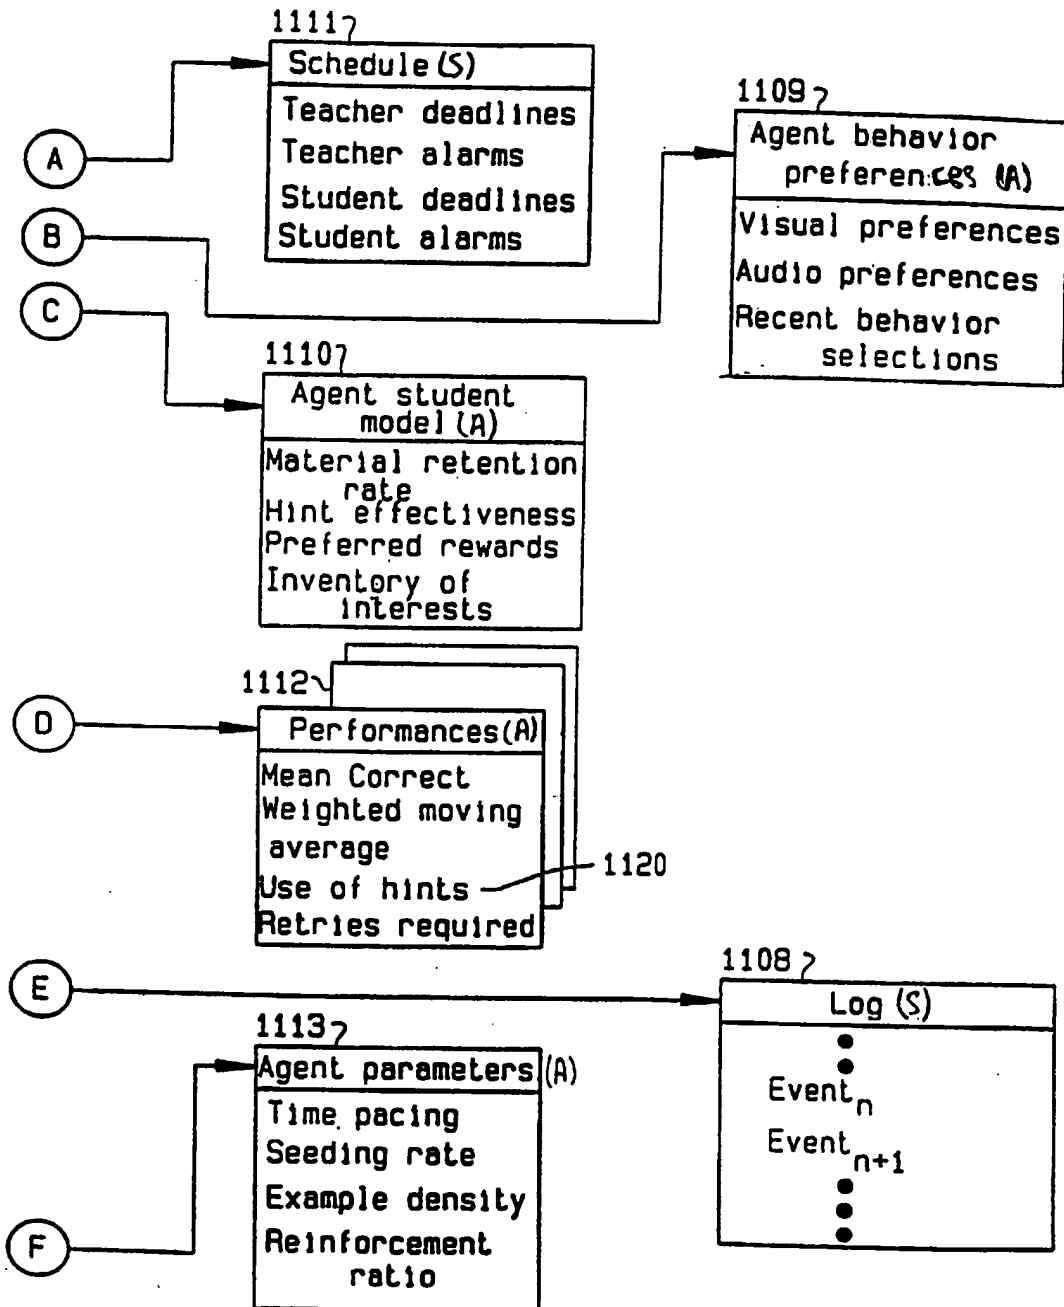 1111
Schedule (S)
Teacher deadlines
Teacher alarms
Student deadlines
Student alarms
A
B
C
1109
Agent behavior
preferences (A)
Visual preferences
Audio preferences
Recent behavior
selections
1110
Agent student
model (A)
Material retention
rate
Hint effectiveness
Preferred rewards
Inventory of
interests
D
1112
Performances (A)
Mean Correct
Weighted moving
average
Use of hints
1120
Retries required
E
1108
Log (S)
Event n
Event n+1
1113
Agent parameters (A)
Time pacing
Seeding rate
Example density
Reinforcement
ratio
F